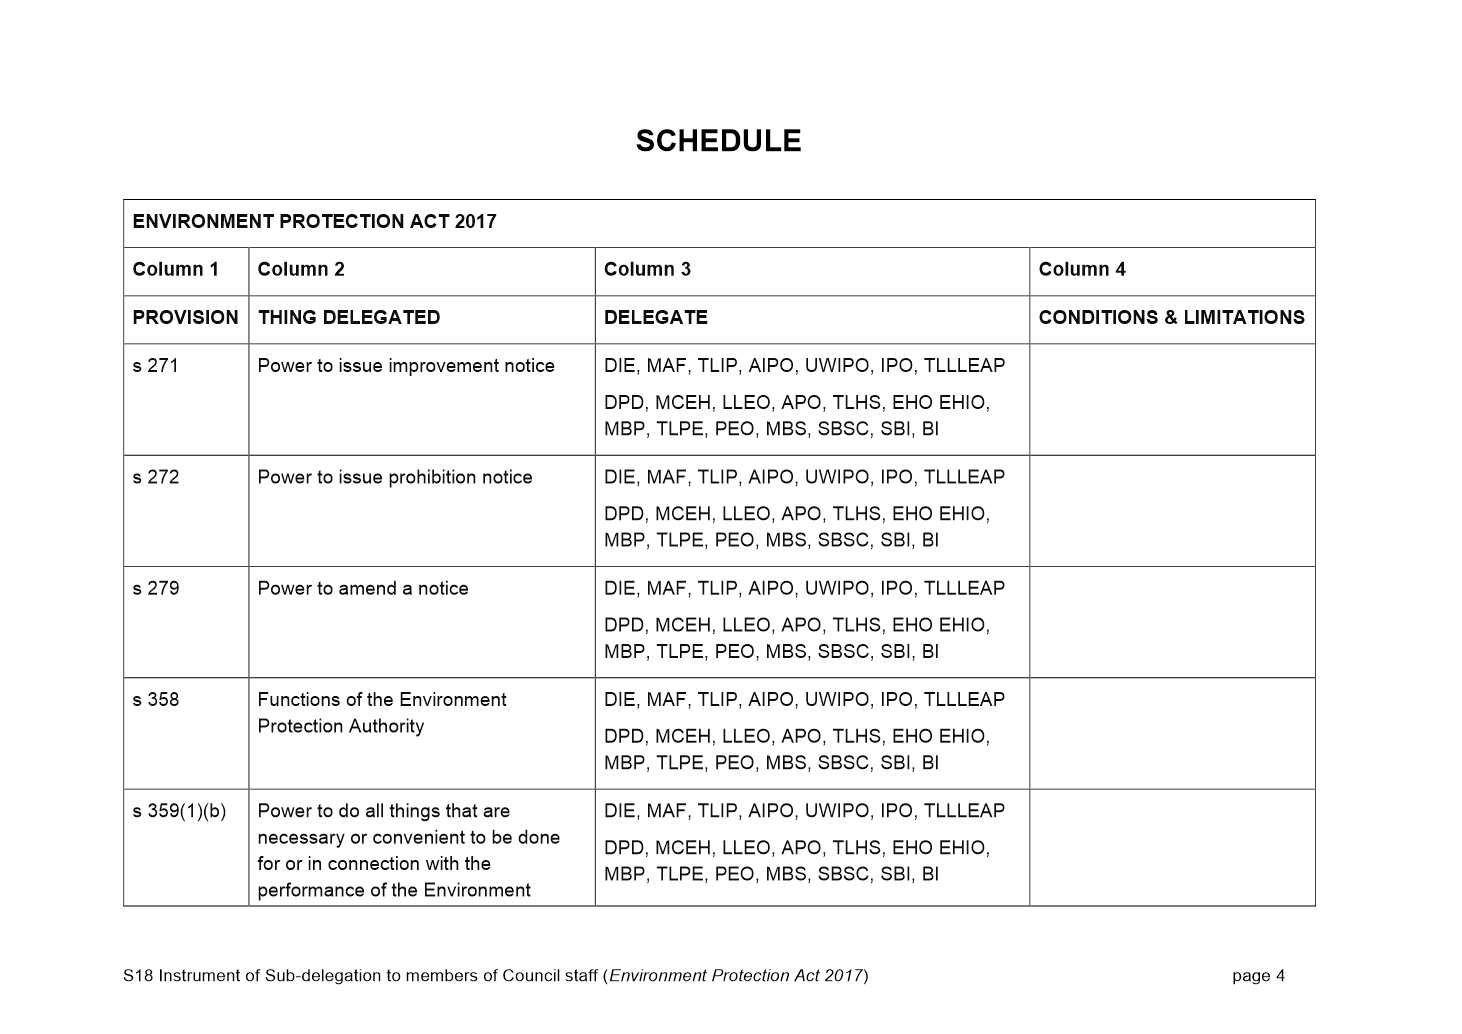 SCHEDULE
ENVIRONMENT PROTECTION ACT 2017
Column 1 Column 2 Column 3 Column 4
PROVISION THING DELEGATED DELEGATE CONDITIONS & LIMITATIONS
s 271 Power to issue improvement notice DIE, MAF, TLIP, AIPO, UWIPO, IPO, TLLLEAP
DPD, MCEH, LLEO, APO, TLHS, EHO EHIO,
MBP, TLPE, PEO, MBS, SBSC, SBI, BI
s 272 Power to issue prohibition notice DIE, MAF, TLIP, AIPO, UWIPO, IPO, TLLLEAP
DPD, MCEH, LLEO, APO, TLHS, EHO EHIO,
MBP, TLPE, PEO, MBS, SBSC, SBI, BI
s 279 Power to amend a notice DIE, MAF, TLIP, AIPO, UWIPO, IPO, TLLLEAP
DPD, MCEH, LLEO, APO, TLHS, EHO EHIO,
MBP, TLPE, PEO, MBS, SBSC, SBI, BI
s 358 Functions of the Environment
Protection Authority
DIE, MAF, TLIP, AIPO, UWIPO, IPO, TLLLEAP
DPD, MCEH, LLEO, APO, TLHS, EHO EHIO,
MBP, TLPE, PEO, MBS, SBSC, SBI, BI
s 359(1)(b) Power to do all things that are
necessary or convenient to be done
for or in connection with the
performance of the Environment
DIE, MAF, TLIP, AIPO, UWIPO, IPO, TLLLEAP
DPD, MCEH, LLEO, APO, TLHS, EHO EHIO,
MBP, TLPE, PEO, MBS, SBSC, SBI, BI
S18 Instrument of Sub-delegation to members of Council staff (Environment Protection Act 2017) page 4